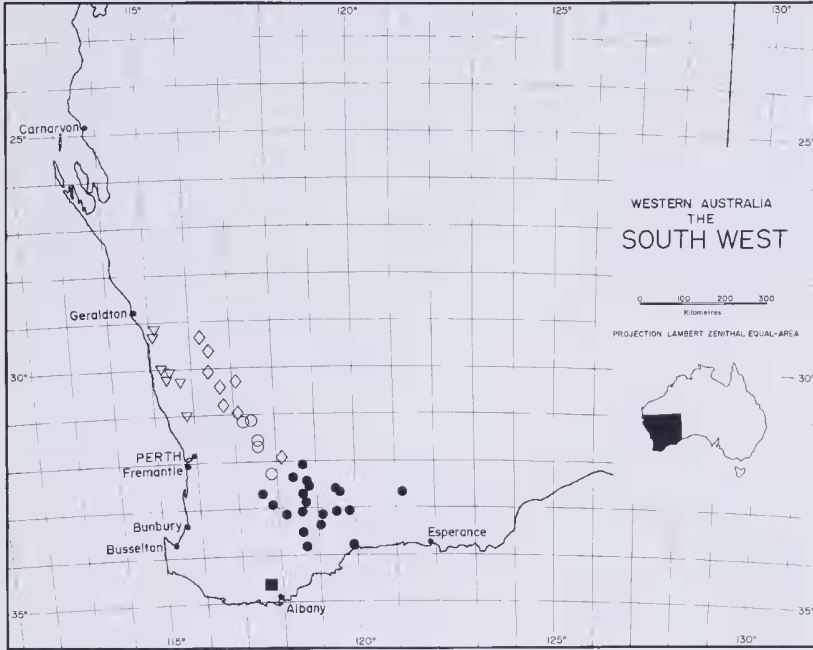 115° 120° 125° 130°
Carnarvon
25° 25°
WESTERN AUSTRALIA
THE
SOUTH WEST
Geraldton
0 100 200 300
Kilometres
PROJECTION LAMBERT ZENITHAL EQUAL-AREA
30° 30°
PERTH
Fremantle
Bunbury
Busselton
Esperance
Albany
35° 35°
115° 120° 125° 130°